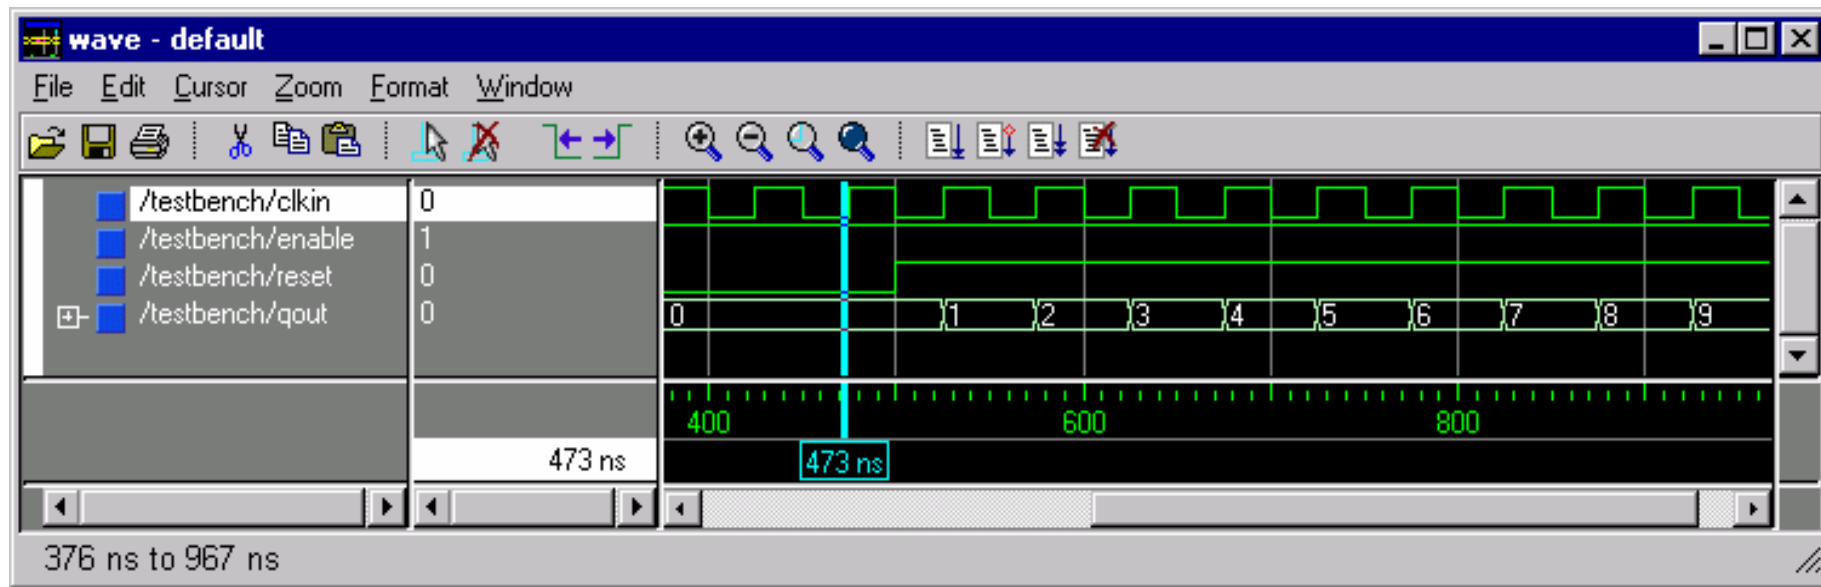 wave - default
File Edit Cursor Zoom Format Window
/testbench/clkin 0
/testbench/enable 1
/testbench/reset 0
/testbench/qout 0 0 1 2 3 4 5 6 7 8 9
400 600 800
473 ns 473 ns
376 ns to 967 ns